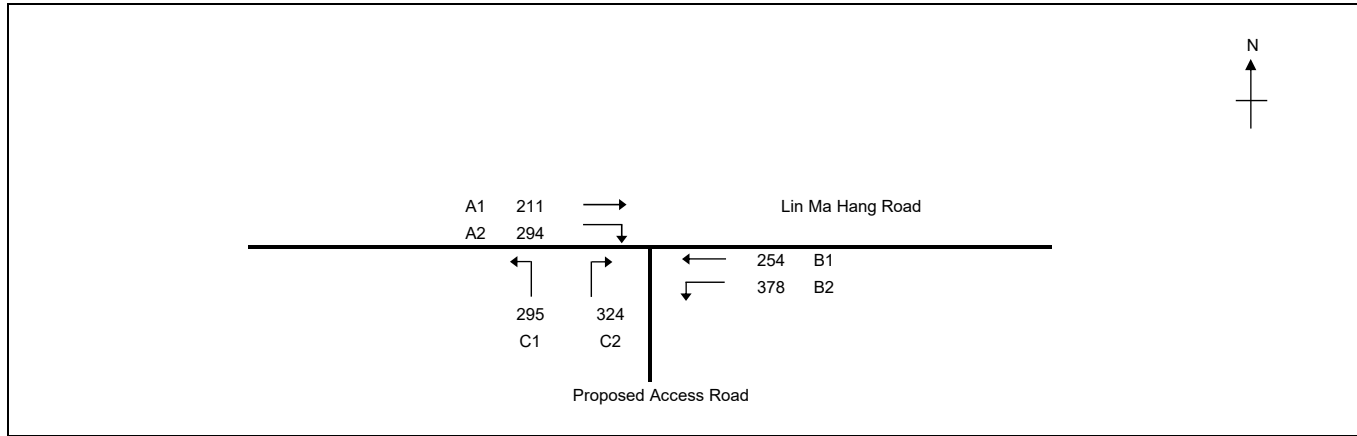 N
A1 211 Lin Ma Hang Road
A2 294
254 B1
378 B2
295 324
C1 C2
Proposed Access Road